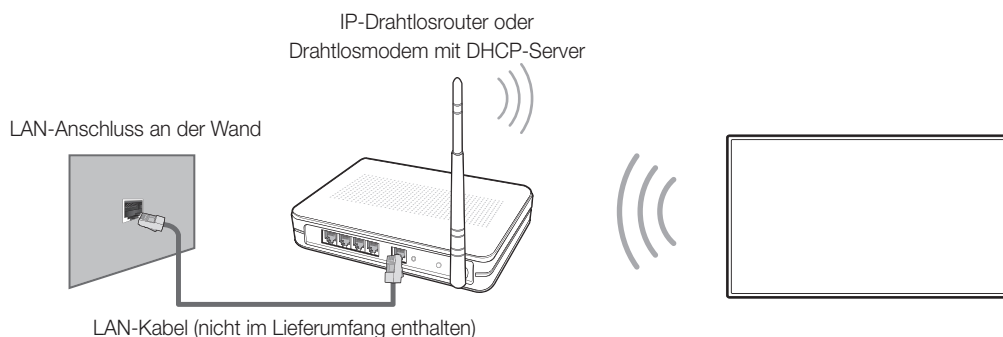 IP-Drahtlosrouter oder
Drahtlosmodem mit DHCP-Server
LAN-Anschluss an der Wand
LAN-Kabel (nicht im Lieferumfang enthalten)